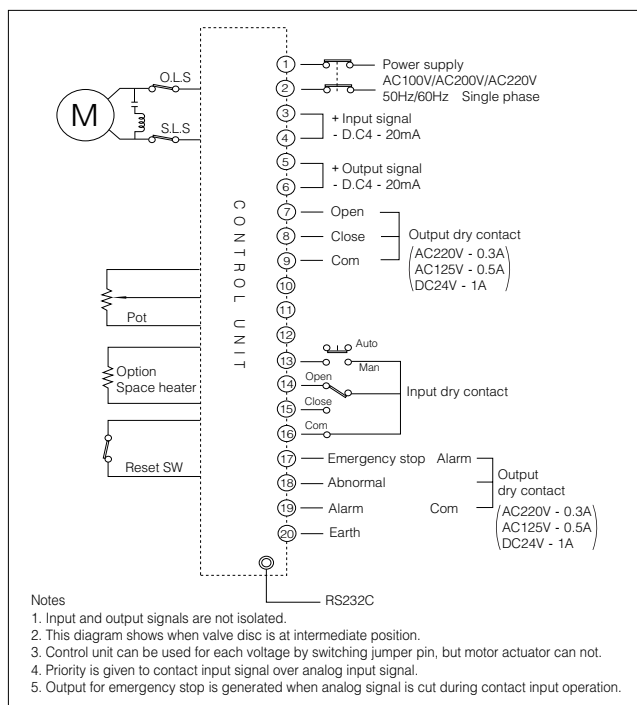 O.L.S
M
S.L.S
Pot
Option
Space heater
Reset SW
CONTROL UNIT
1
Power supply
2
AC100V/AC200V/AC220V
50Hz/60Hz Single phase
3
+ Input signal
4
- D.C4 - 20mA
5
+ Output signal
6
- D.C4 - 20mA
7 Open
8 Close
9 Com
Output dry contact
AC220V - 0.3A
AC125V - 0.5A
DC24V - 1A
10
11
12
Auto
13
Man
14 Open
15 Close
16 Com
Input dry contact
17 Emergency stop Alarm
18 Abnormal
19 Alarm Com
20 Earth
Output
dry contact
AC220V - 0.3A
AC125V - 0.5A
DC24V - 1A
RS232C
Notes
1. Input and output signals are not isolated.
2. This diagram shows when valve disc is at intermediate position.
3. Control unit can be used for each voltage by switching jumper pin, but motor actuator can not.
4. Priority is given to contact input signal over analog input signal.
5. Output for emergency stop is generated when analog signal is cut during contact input operation.